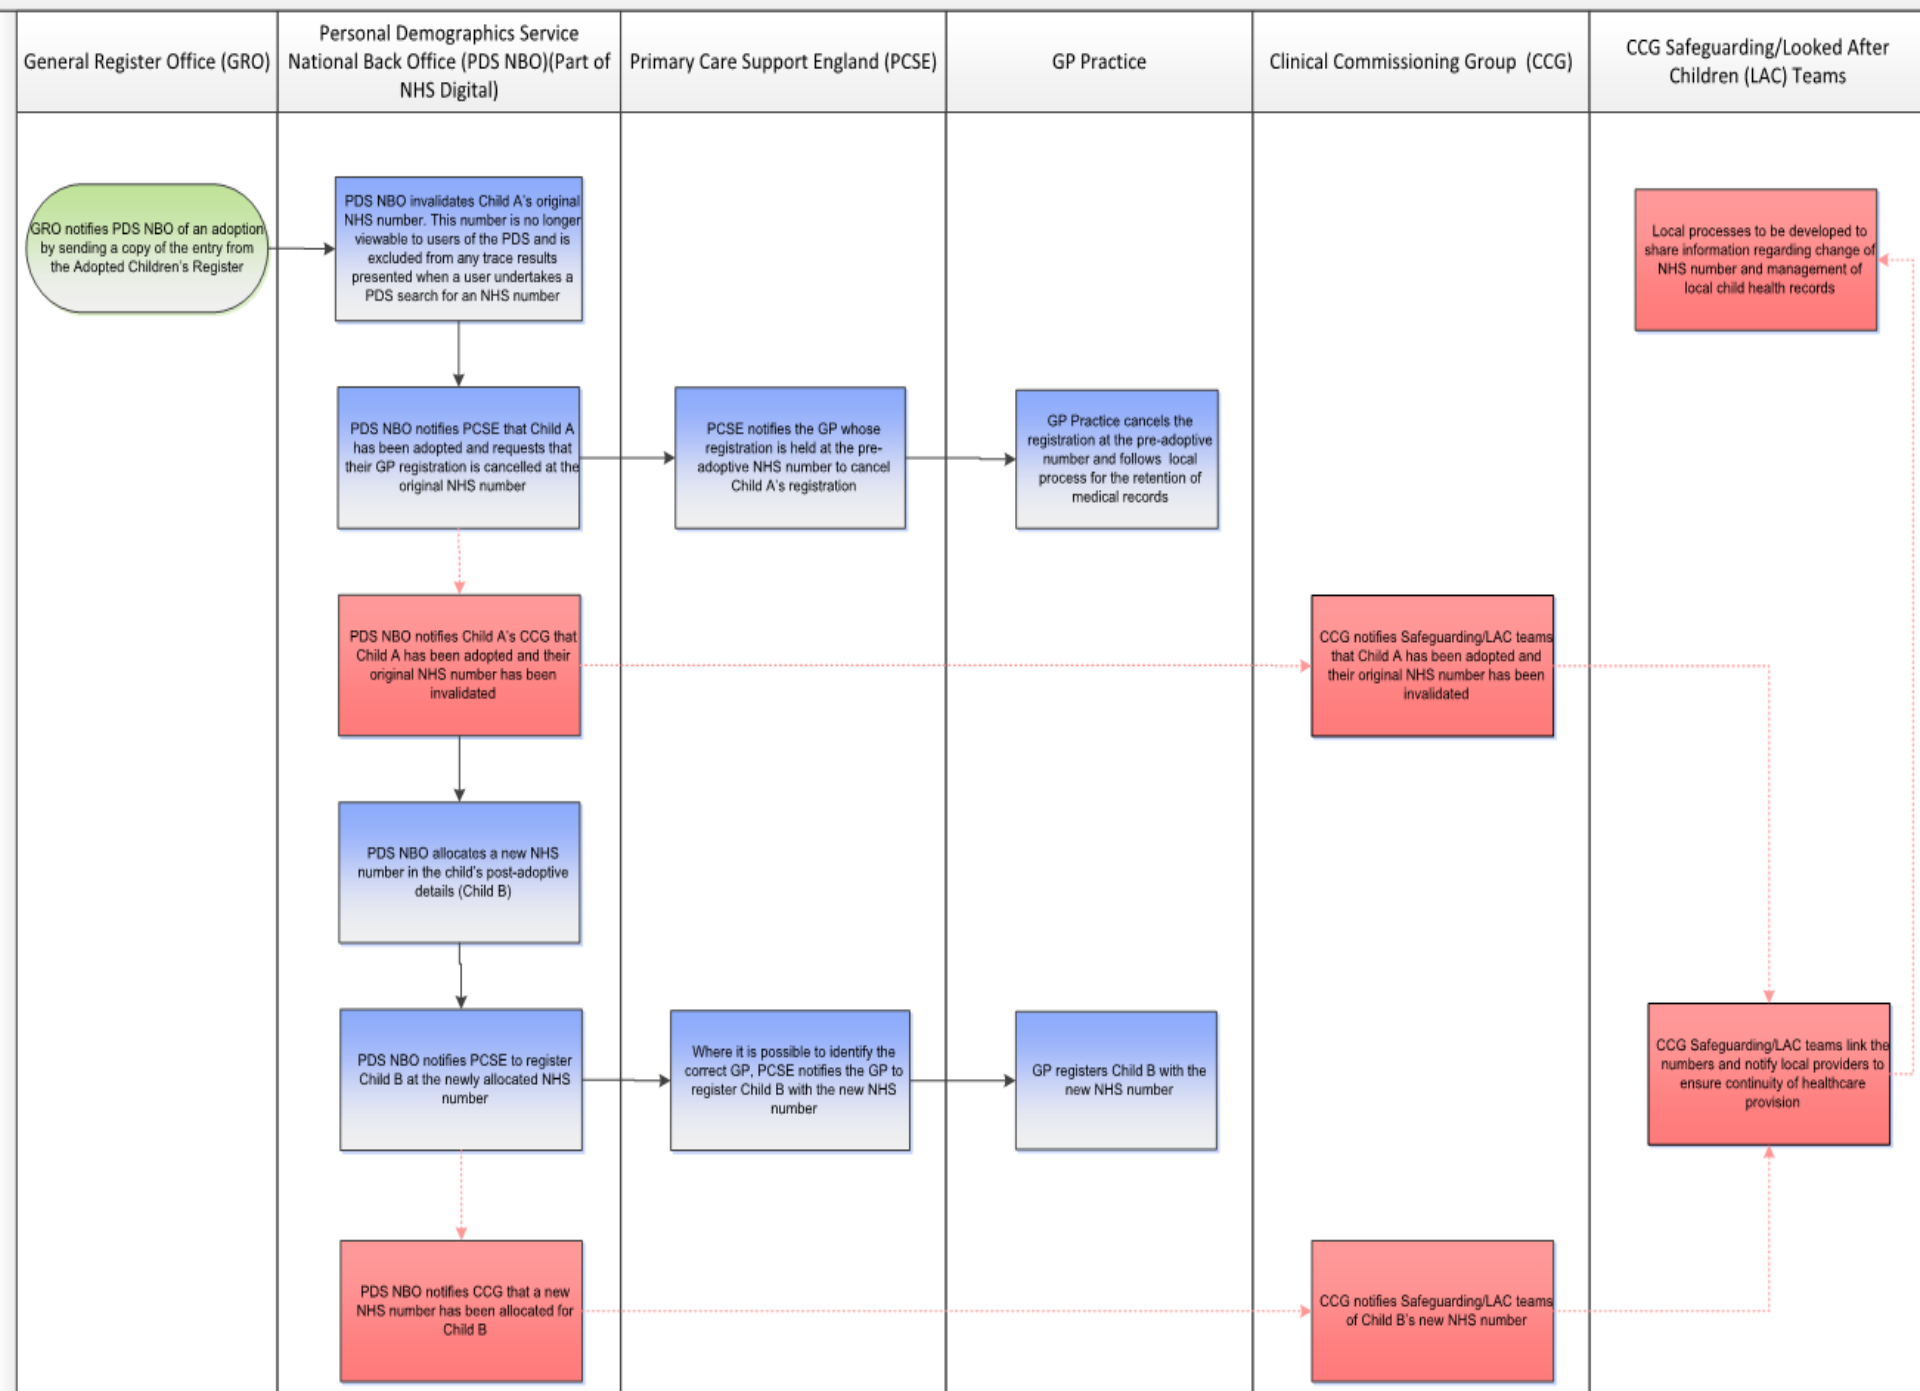 General Register Office (GRO)
Personal Demographics Service
National Back Office (PDS NBO)(Part of
NHS Digital)
Primary Care Support England (PCSE)
GP Practice
Clinical Commissioning Group  (CCG)
CCG Safeguarding/Looked After
Children (LAC) Teams
GRO notifies PDS NBO of an adoption
by sending a copy of the entry from
the Adopted Children's Register
PDS NBO invalidates Child A's original
NHS number. This number is no longer
viewable to users of the PDS and is
excluded from any trace results
presented when a user undertakes a
PDS search for an NHS number
Local processes to be developed to
share information regarding change of
NHS number and management of
local child health records
PDS NBO notifies PCSE that Child A
has been adopted and requests that
their GP registration is cancelled at the
original NHS number
PCSE notifies the GP whose
registration is held at the pre-
adoptive NHS number to cancel
Child A's registration
GP Practice cancels the
registration at the pre-adoptive
number and follows  local
process for the retention of
medical records
PDS NBO notifies Child A's CCG that
Child A has been adopted and their
original NHS number has been
invalidated
CCG notifies Safeguarding/LAC teams
that Child A has been adopted and
their original NHS number has been
invalidated
PDS NBO allocates a new NHS
number in the child's post-adoptive
details (Child B)
PDS NBO notifies PCSE to register
Child B at the newly allocated NHS
number
Where it is possible to identify the
correct GP, PCSE notifies the GP to
register Child B with the new NHS
number
GP registers Child B with the
new NHS number
CCG Safeguarding/LAC teams link the
numbers and notify local providers to
ensure continuity of healthcare
provision
PDS NBO notifies CCG that a new
NHS number has been allocated for
Child B
CCG notifies Safeguarding/LAC teams
of Child B's new NHS number